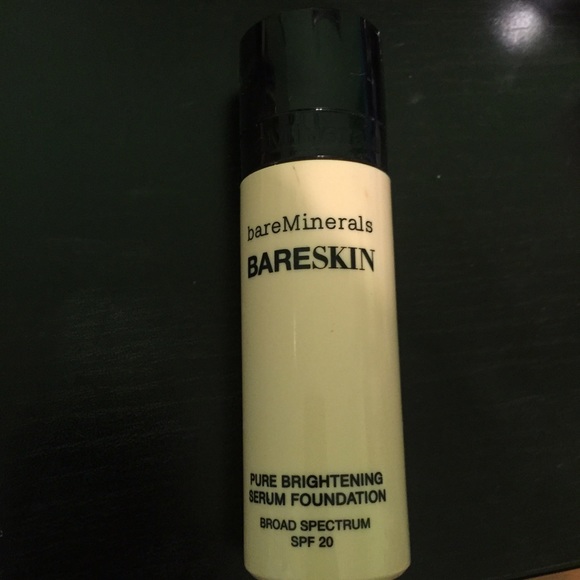 bareMinerals
BARESKIN
PURE BRIGHTENING
SERUM FOUNDATION
BROAD SPECTRUM
SPF 20